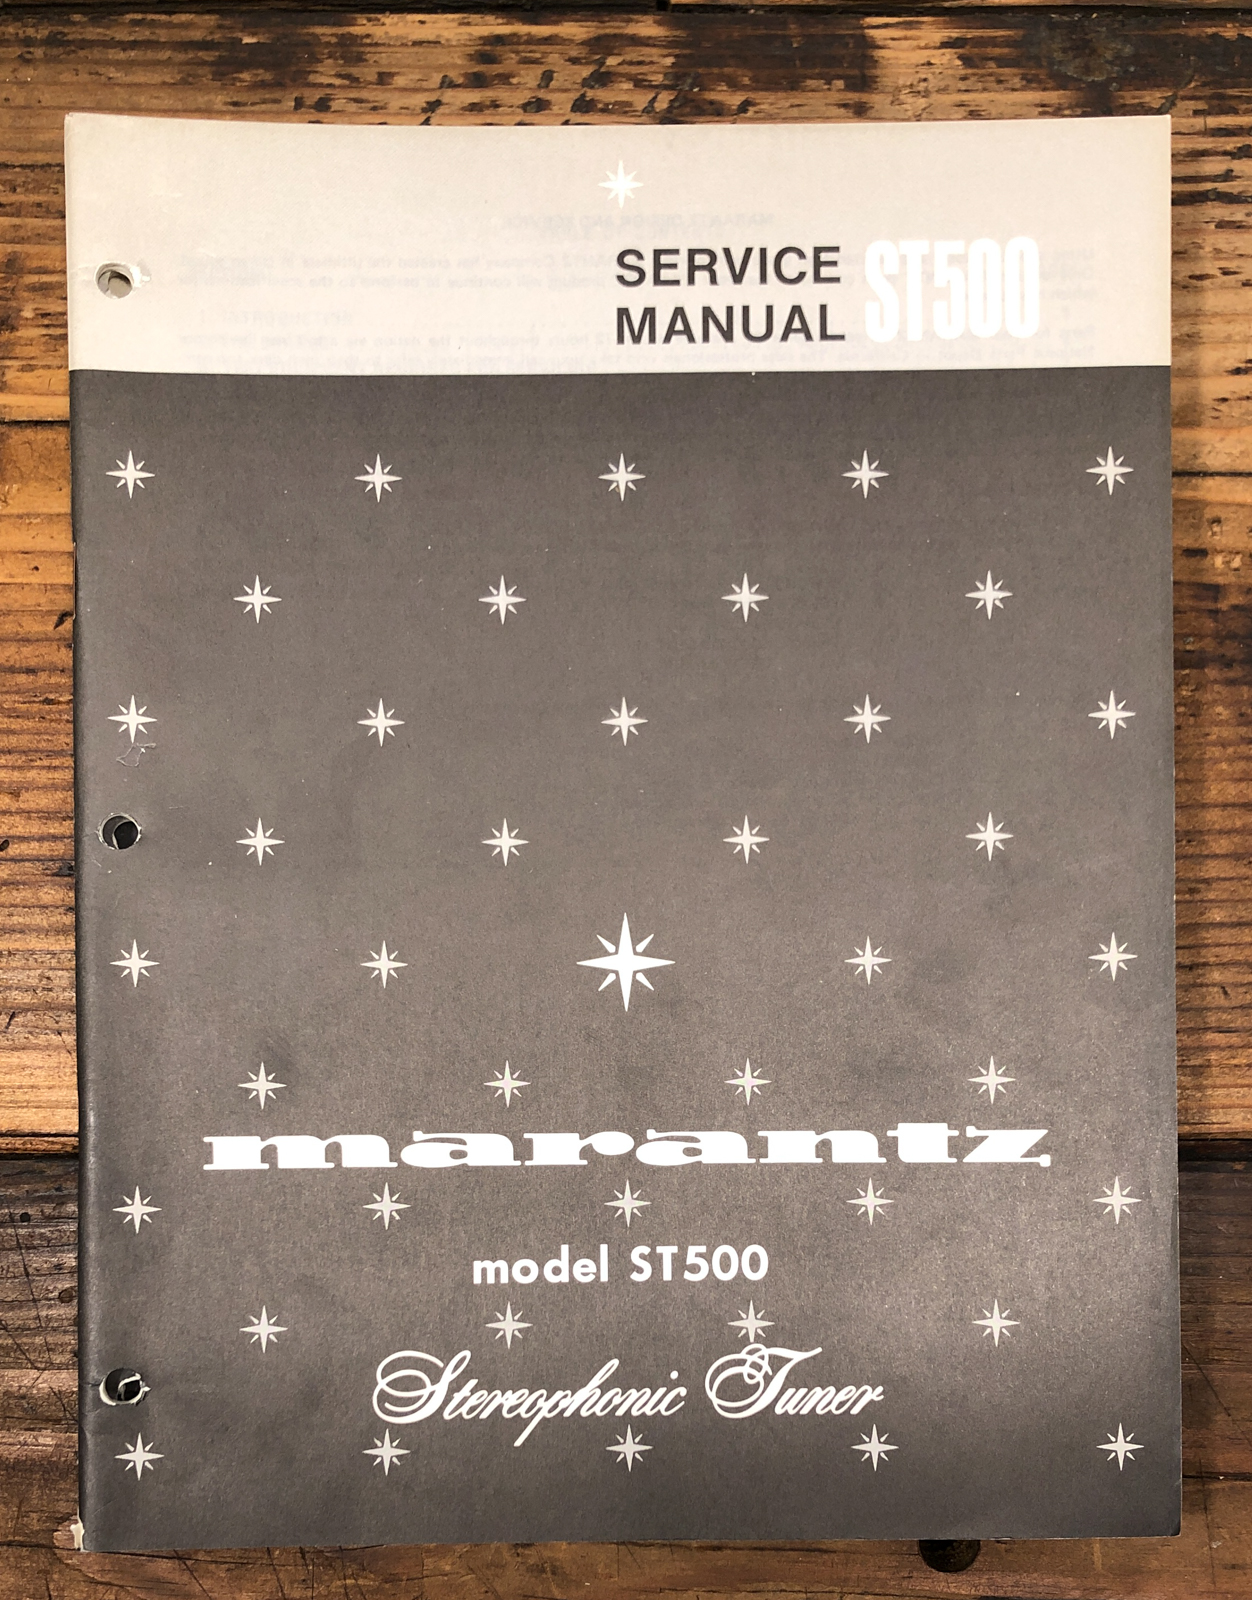 SERVICE
MANUAL ST500
marantz
model ST500
Stereophonic Tuner